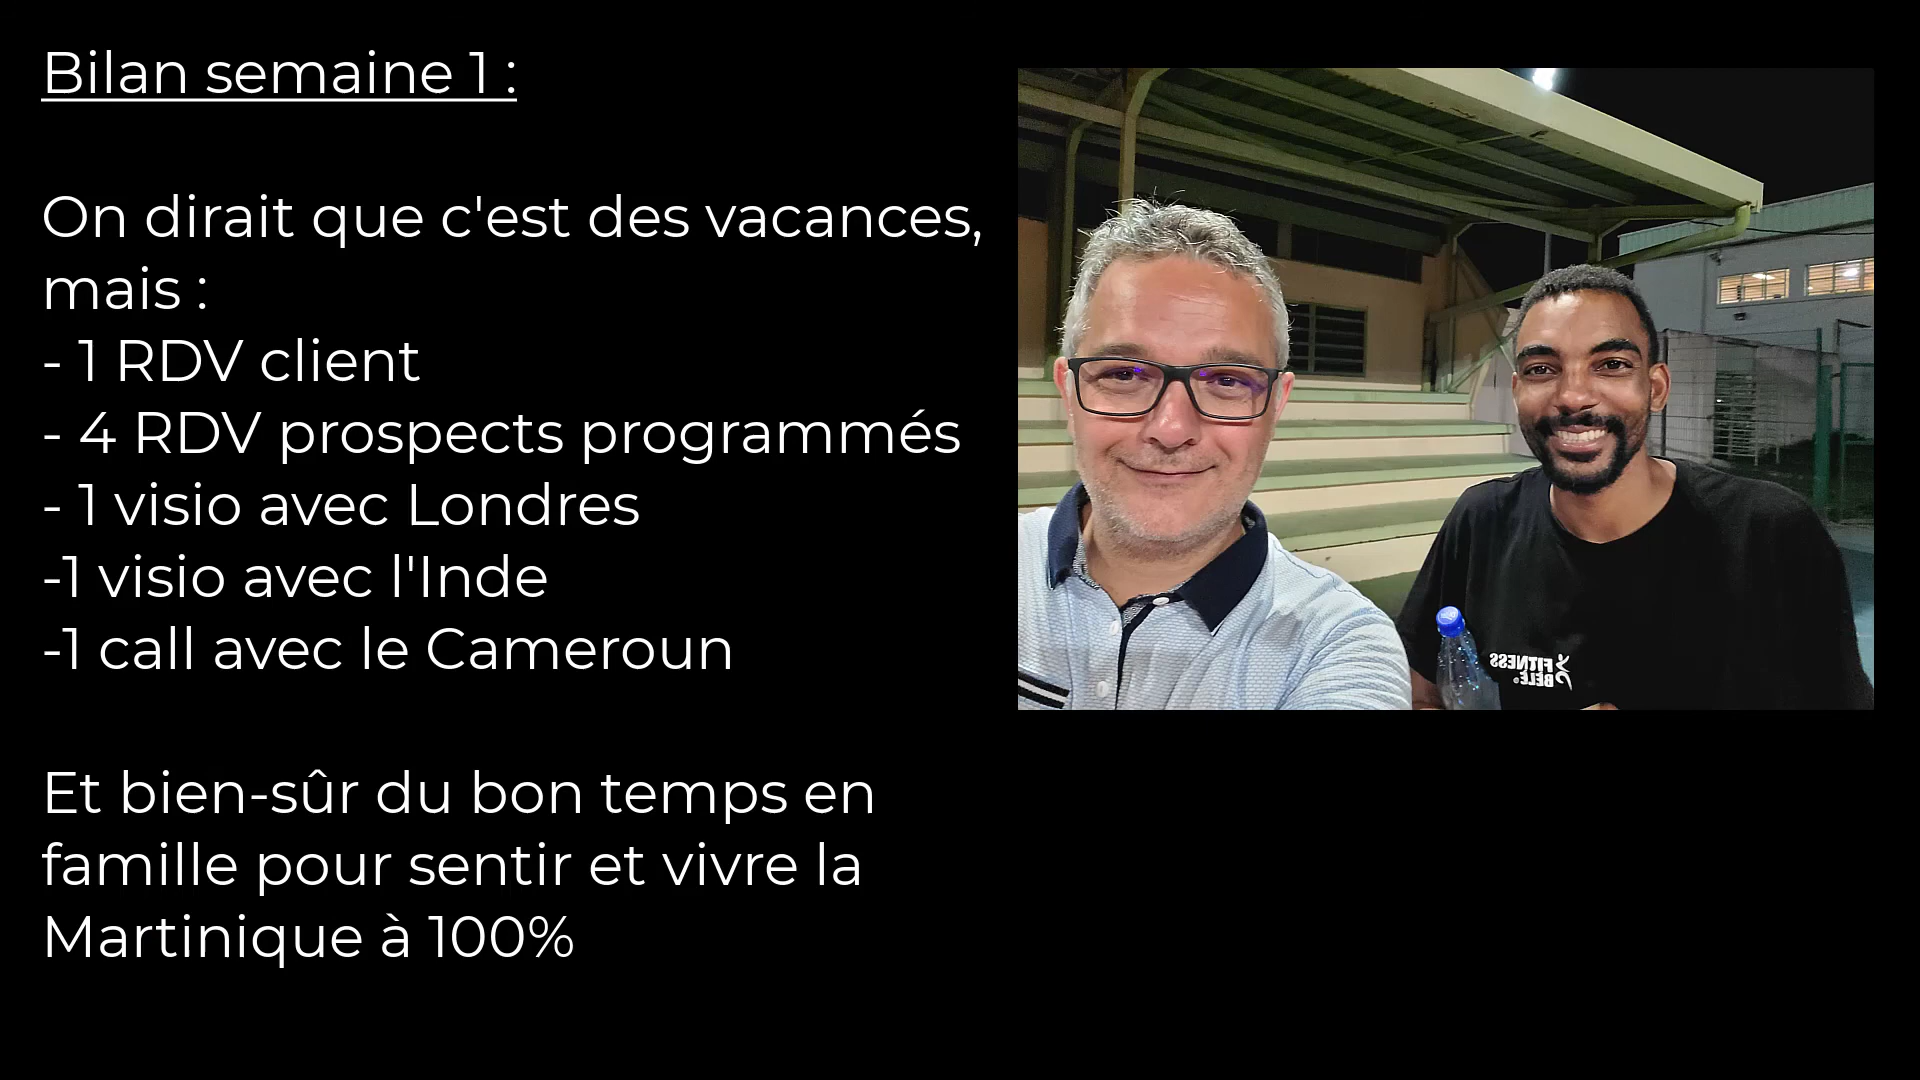 Bilan semaine 1 :
On dirait que c'est des vacances,
mais :
- 1 RDV client
- 4 RDV prospects programmés
- 1 visio avec Londres
-1 visio avec l'Inde
-1 call avec le Cameroun
Et bien-sûr du bon temps en
famille pour sentir et vivre la
Martinique à 100%
FITNESS
BÈLÈ